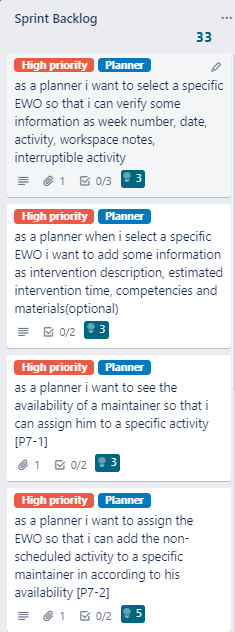 Sprint Backlog
33
High priority Planner
as a planner i want to select a specific
EWO so that i can verify some
information as week number, date,
activity, workspace notes,
interruptible activity
1 0/3 3
High priority Planner
as a planner when i select a specific
EWO i want to add some information
as intervention description, estimated
intervention time, competencies and
materials(optional)
0/2 3
High priority Planner
as a planner i want to see the
availability of a maintainer so that i
can assign him to a specific activity
[P7-1]
1 0/2 3
High priority Planner
as a planner i want to assign the
EWO so that i can add the non-
scheduled activity to a specific
maintainer in according to his
availability [P7-2]
1 0/2 5